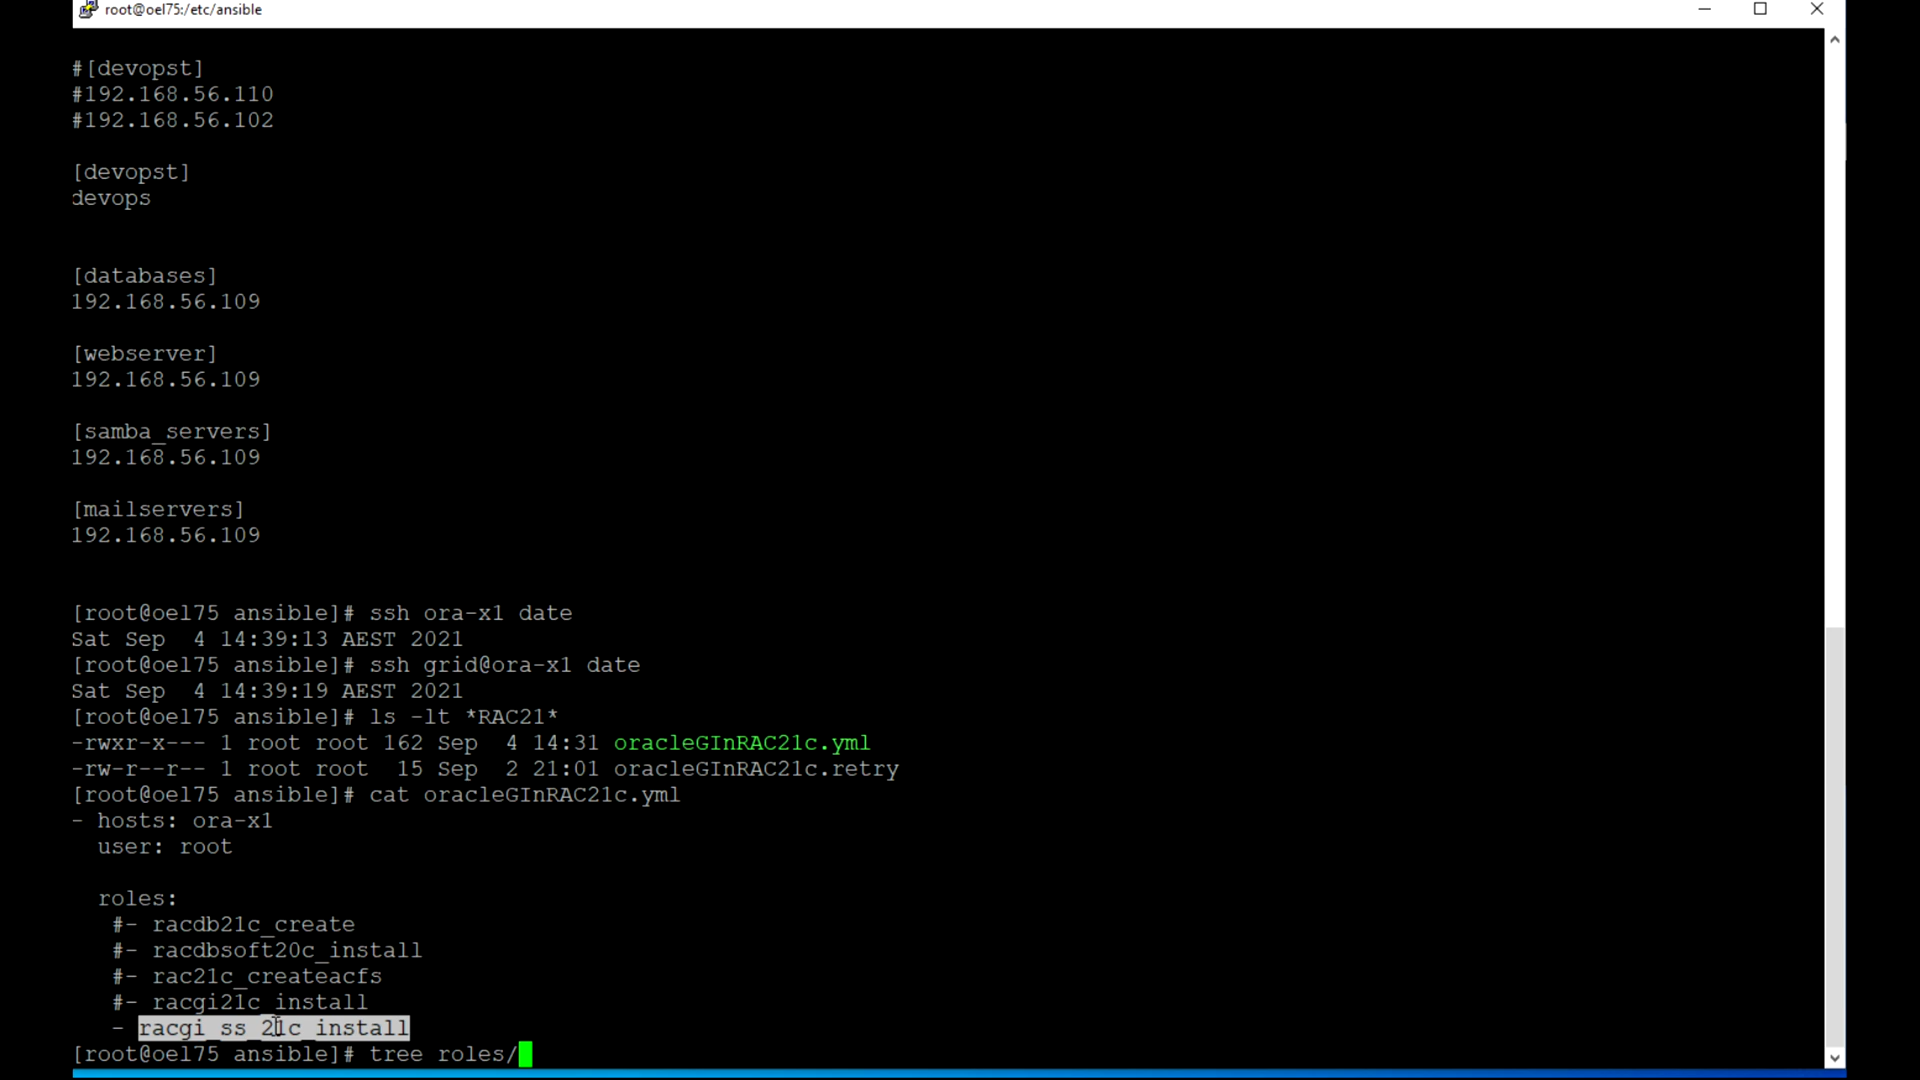 root@oel75:/etc/ansible
#[devopst]
#192.168.56.110
#192.168.56.102
[devopst]
devops
[databases]
192.168.56.109
[webserver]
192.168.56.109
[samba_servers]
192.168.56.109
[mailservers]
192.168.56.109
[root@oel75 ansible]# ssh ora-x1 date
Sat Sep  4 14:39:13 AEST 2021
[root@oel75 ansible]# ssh grid@ora-x1 date
Sat Sep  4 14:39:19 AEST 2021
[root@oel75 ansible]# ls -lt *RAC21*
-rwxr-x--- 1 root root 162 Sep  4 14:31 oracleGInRAC21c.yml
-rw-r--r-- 1 root root  15 Sep  2 21:01 oracleGInRAC21c.retry
[root@oel75 ansible]# cat oracleGInRAC21c.yml
- hosts: ora-x1
  user: root
  roles:
   #- racdb21c_create
   #- racdbsoft20c_install
   #- rac21c_createacfs
   #- racgi21c_install
   - racgi_ss_21c_install
[root@oel75 ansible]# tree roles/